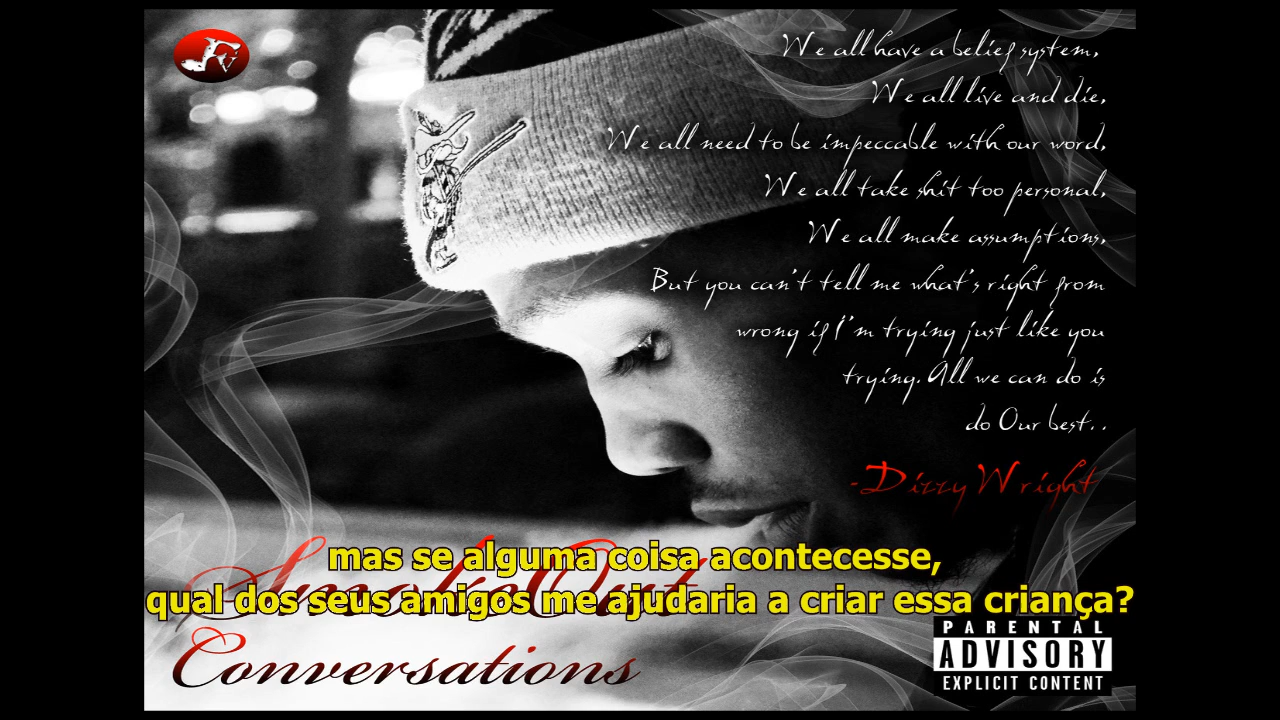 We all have a belief system,
We all live and die,
We all need to be impeccable with our word,
We all take shit too personal,
We all make assumptions,
But you can't tell me what's right from
wrong if I'm trying just like you
trying. All we can do is
do Our best. .
-Dizzy Wright
SmokeOut
mas se alguma coisa acontecesse,
qual dos seus amigos me ajudaria a criar essa criança?
Conversations
PARENTAL
ADVISORY
EXPLICIT CONTENT